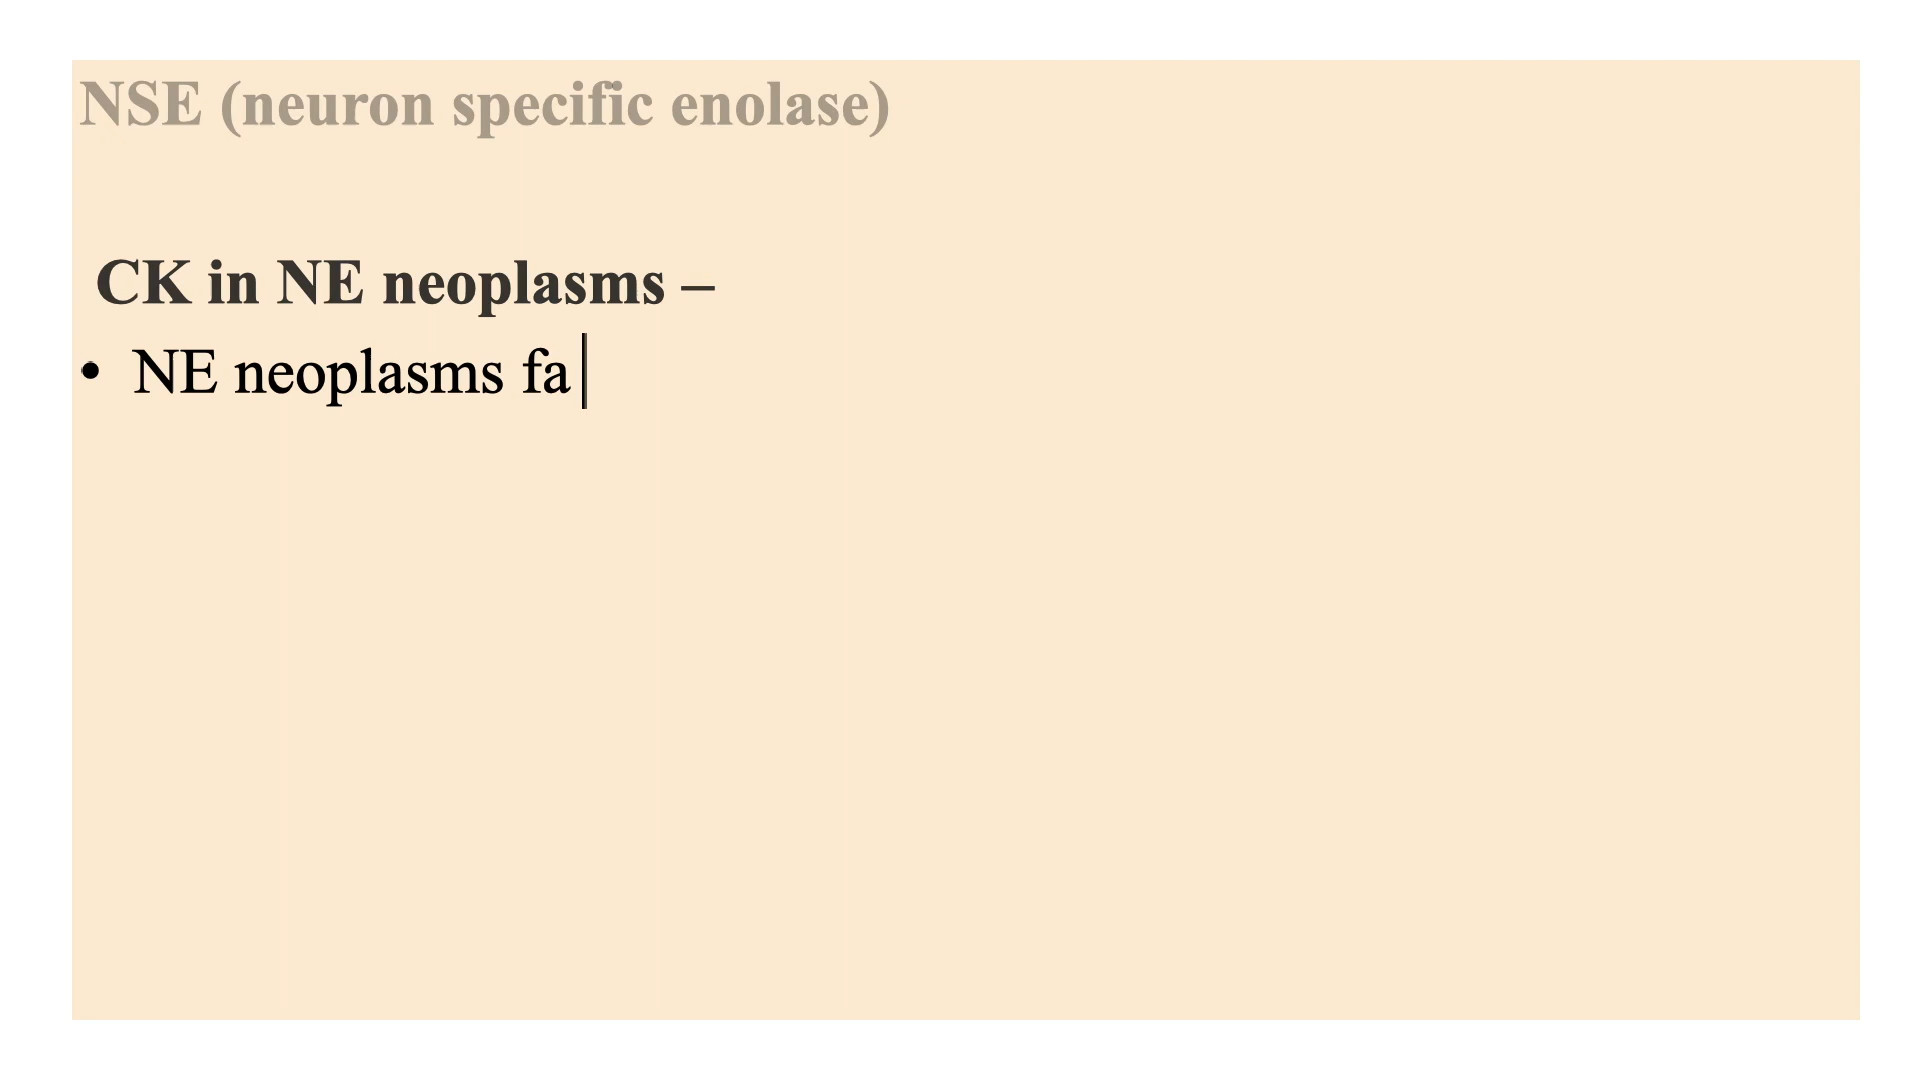 NSE (neuron specific enolase)
CK in NE neoplasms –
• NE neoplasms fa